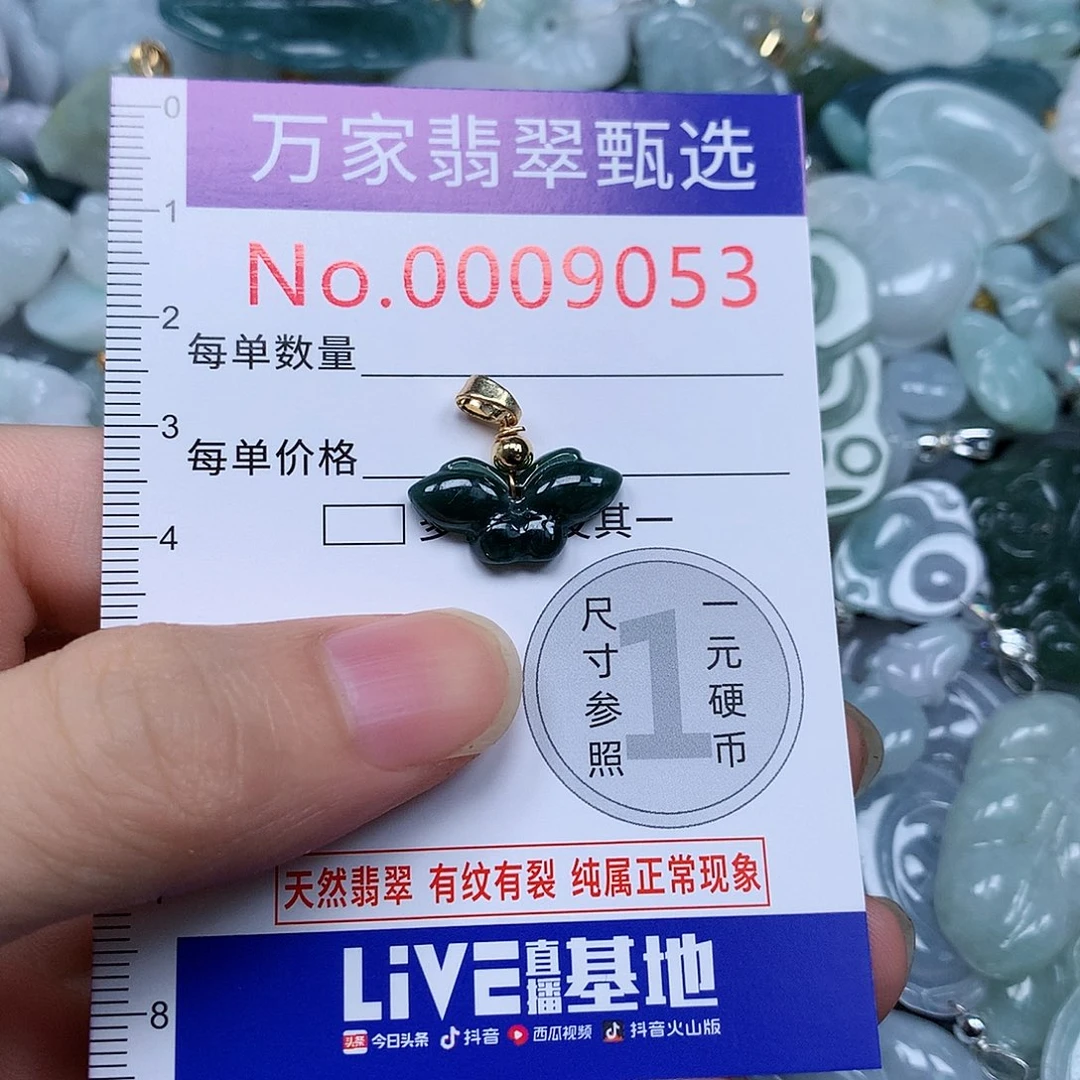 0
万家翡翠甄选
1
No.0009053
2
每单数量
3
每单价格
4
其一
尺寸参照
1
一元硬币
天然翡翠 有纹有裂 纯属正常现象
LiVE直播基地
8
头条 今日头条 抖音 西瓜视频 抖音火山版